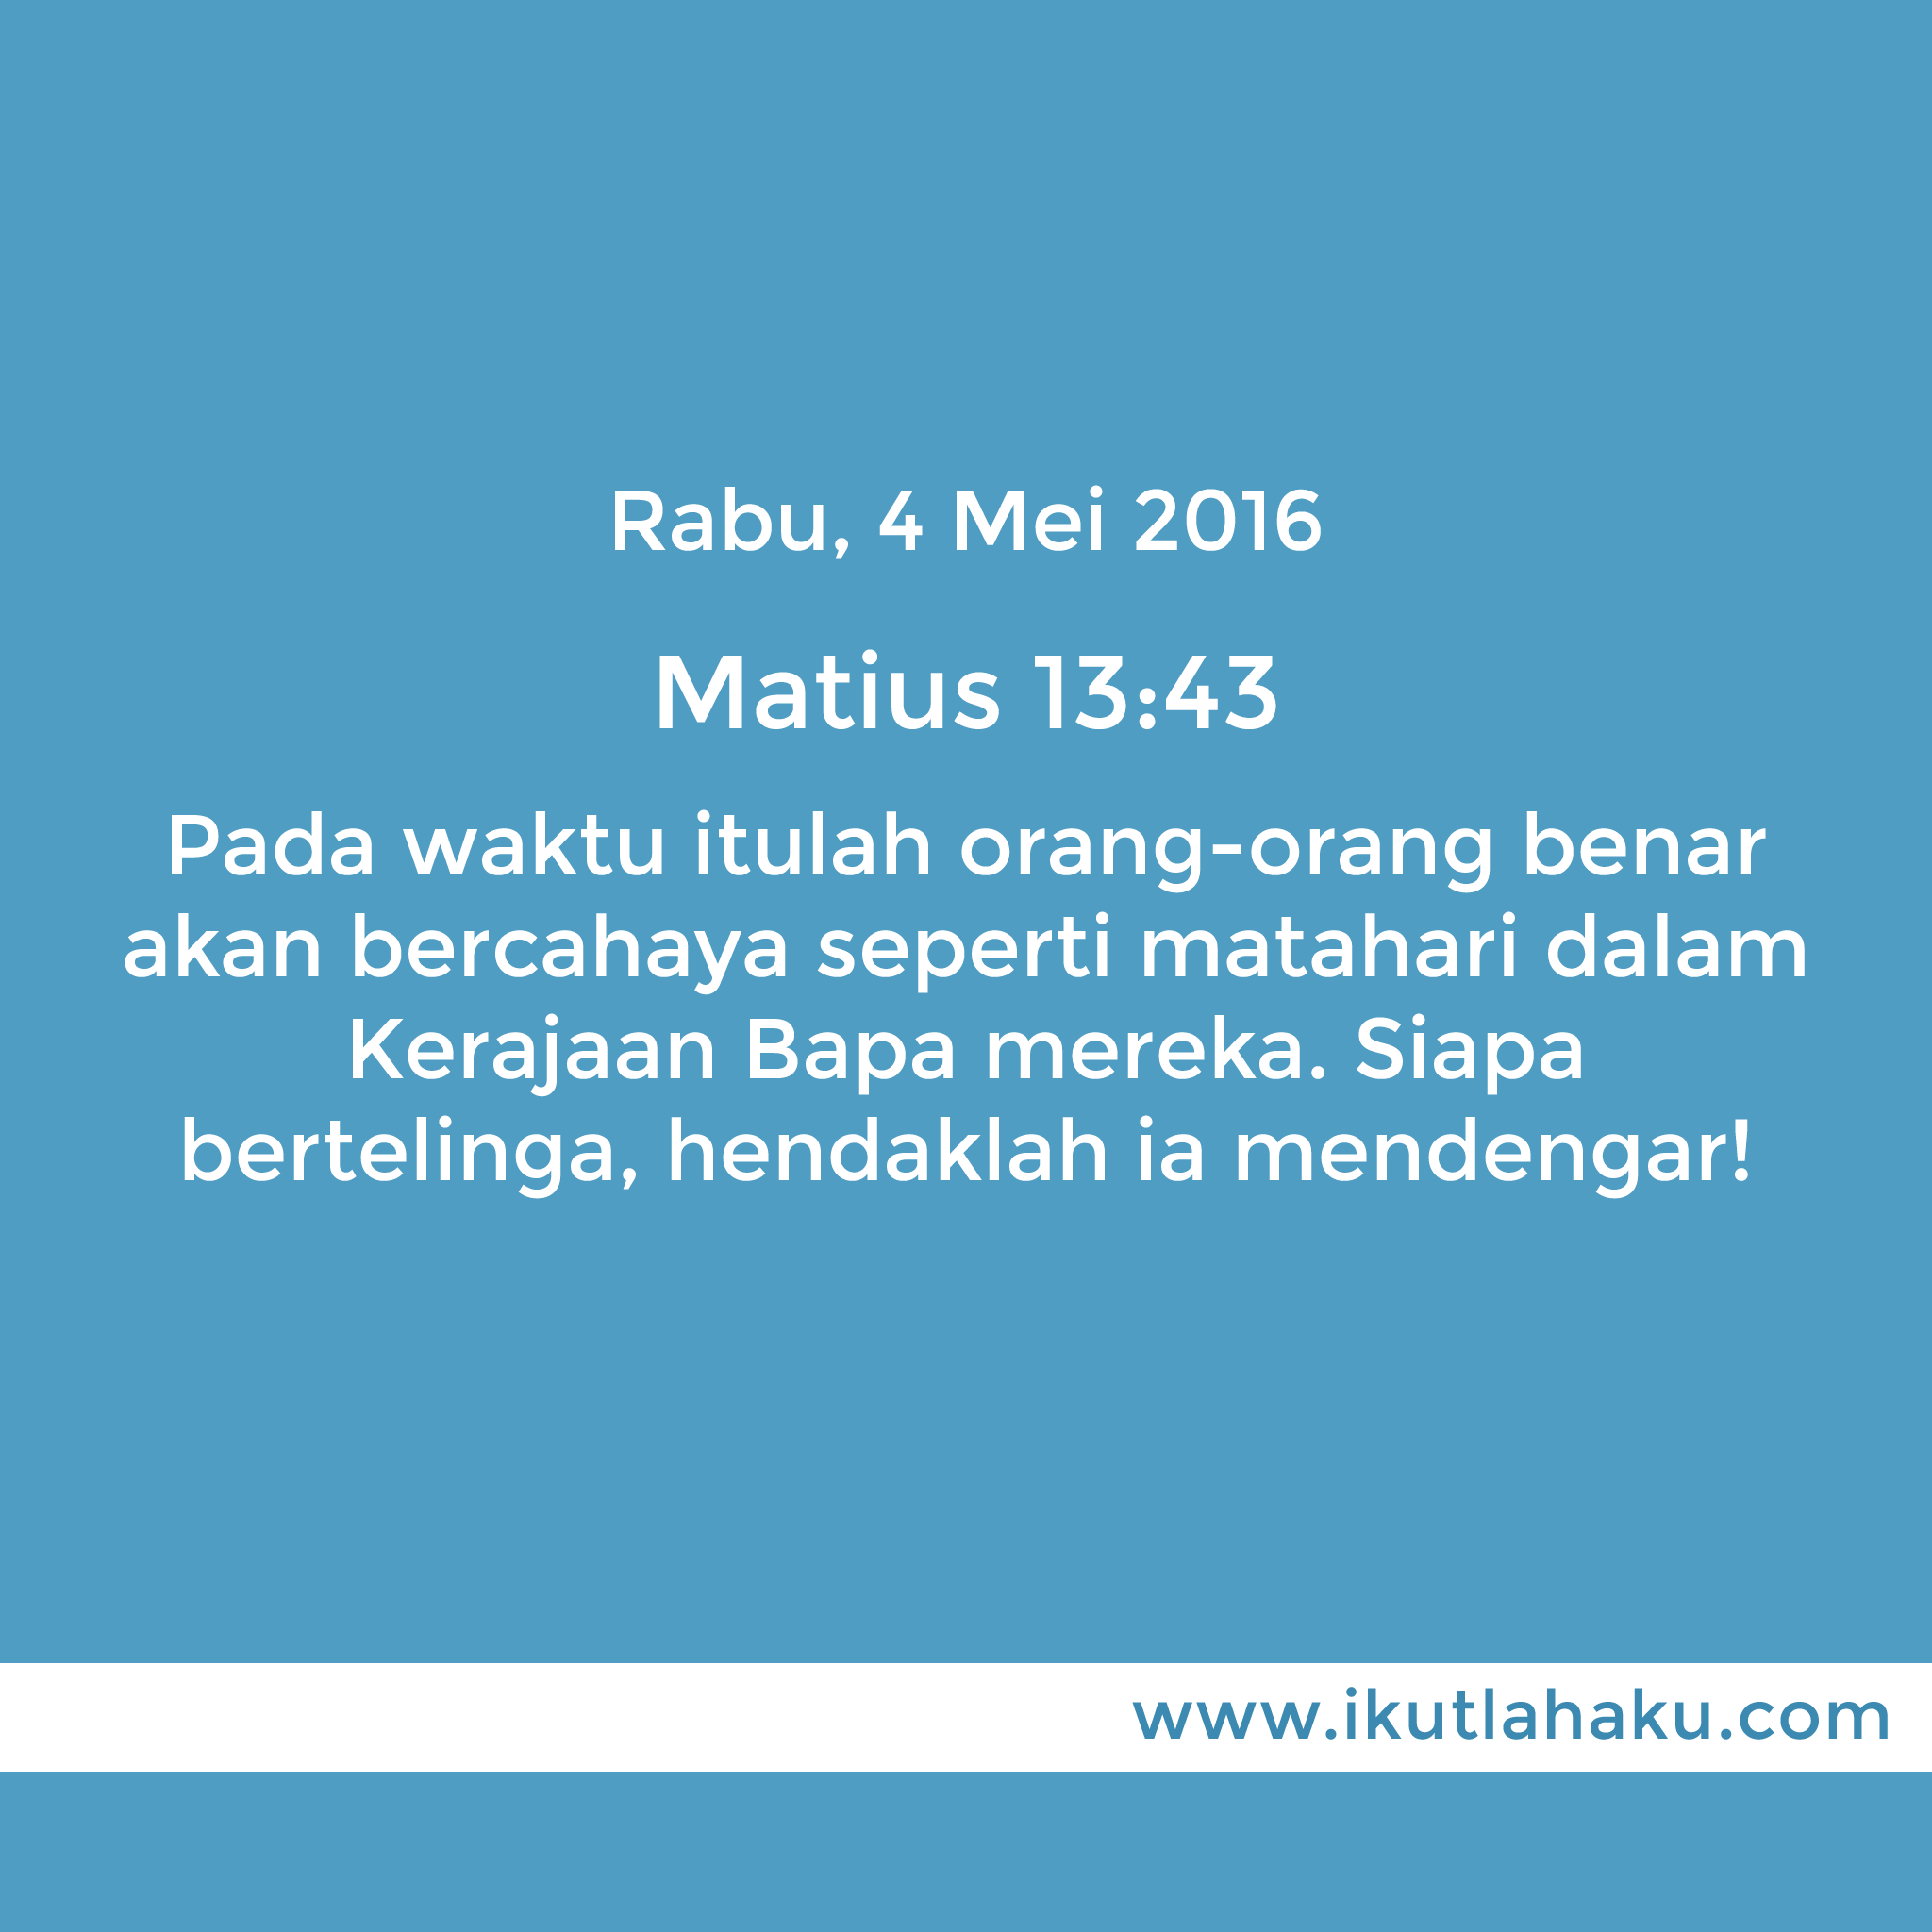 Rabu, 4 Mei 2016
Matius 13:43
Pada waktu itulah orang-orang benar
akan bercahaya seperti matahari dalam
Kerajaan Bapa mereka. Siapa
bertelinga, hendaklah ia mendengar!
www.ikutlahaku.com